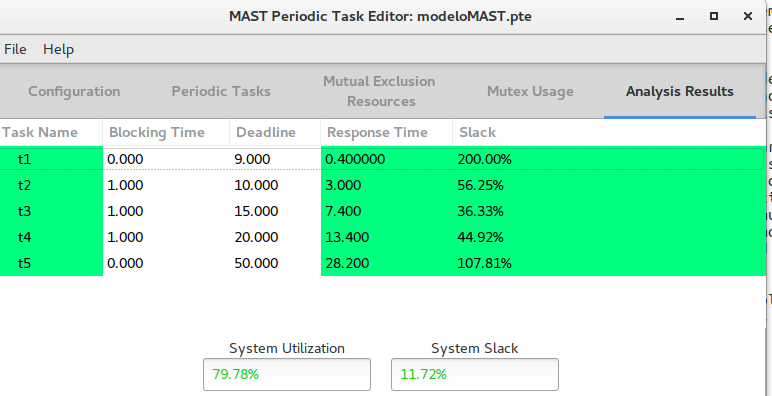 MAST Periodic Task Editor: modeloMAST.pte
File Help
Configuration Periodic Tasks Mutual Exclusion Resources Mutex Usage Analysis Results
Task Name Blocking Time Deadline Response Time Slack
t1 0.000 9.000 0.400000 200.00%
t2 1.000 10.000 3.000 56.25%
t3 1.000 15.000 7.400 36.33%
t4 1.000 20.000 13.400 44.92%
t5 0.000 50.000 28.200 107.81%
System Utilization System Slack
79.78% 11.72%